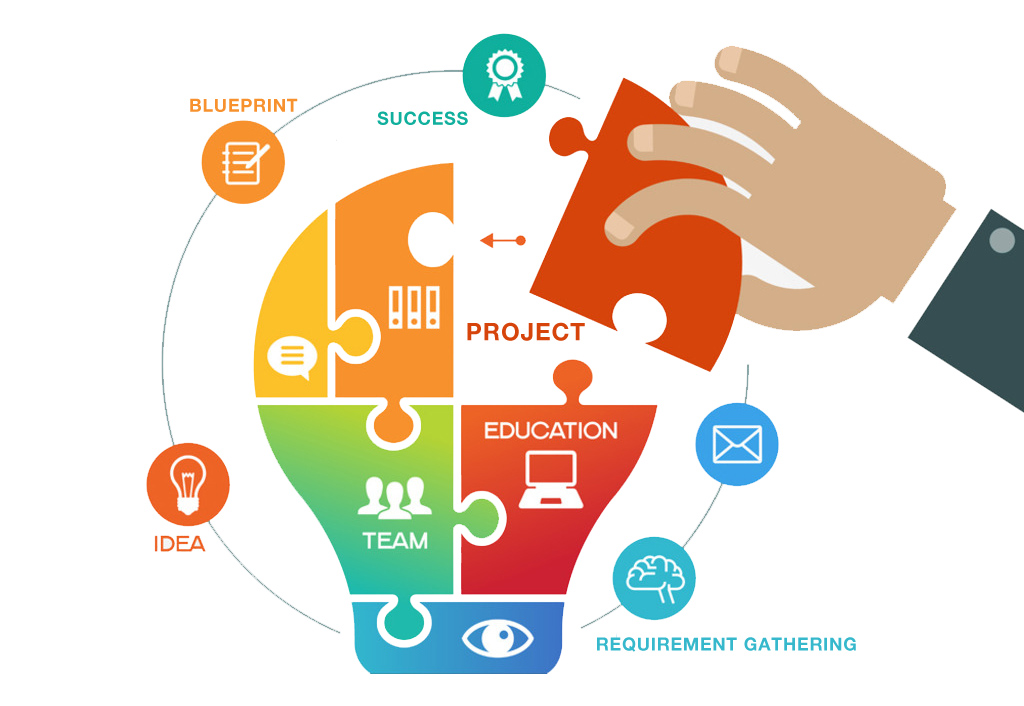 BLUEPRINT
SUCCESS
PROJECT
EDUCATION
TEAM
IDEA
REQUIREMENT GATHERING